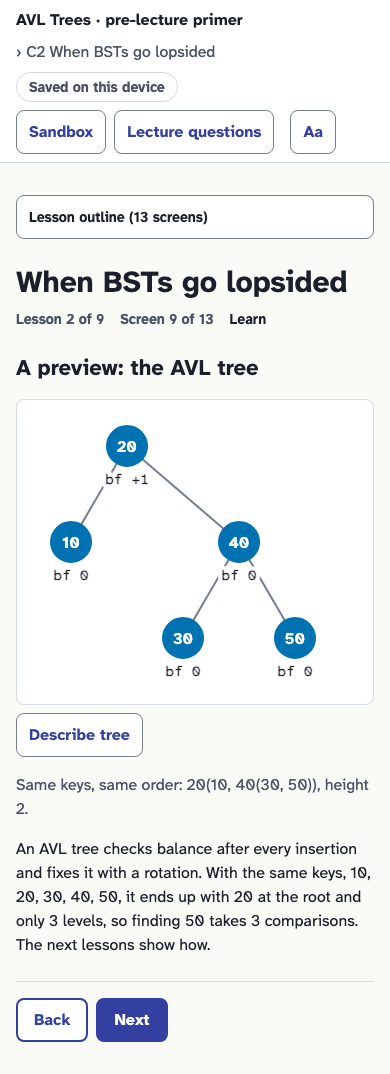 AVL Trees · pre-lecture primer
› C2 When BSTs go lopsided
Saved on this device
Sandbox Lecture questions Aa
Lesson outline (13 screens)
When BSTs go lopsided
Lesson 2 of 9 Screen 9 of 13 Learn
A preview: the AVL tree
20
bf +1
10 40
bf 0 bf 0
30 50
bf 0 bf 0
Describe tree
Same keys, same order: 20(10, 40(30, 50)), height
2.
An AVL tree checks balance after every insertion
and fixes it with a rotation. With the same keys, 10,
20, 30, 40, 50, it ends up with 20 at the root and
only 3 levels, so finding 50 takes 3 comparisons.
The next lessons show how.
Back Next